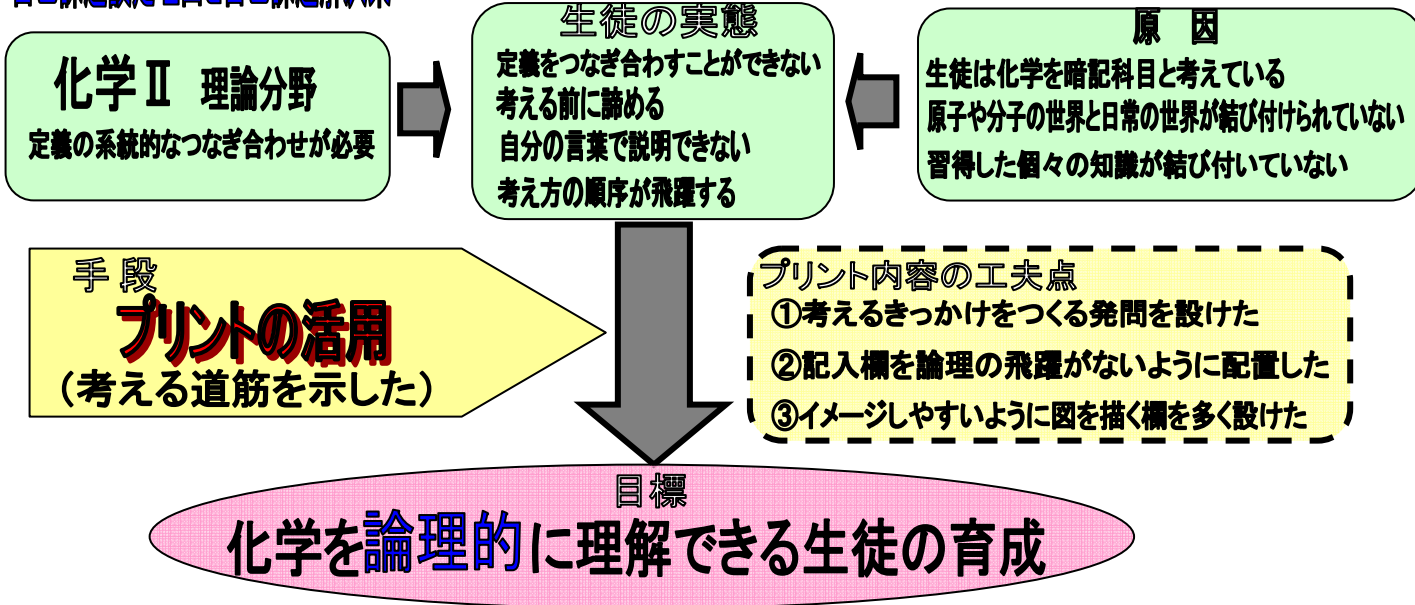 化学Ⅱ 理論分野
定義の系統的なつなぎ合わせが必要
生徒の実態
定義をつなぎ合わすことができない
考える前に諦める
自分の言葉で説明できない
考え方の順序が飛躍する
原 因
生徒は化学を暗記科目と考えている
原子や分子の世界と日常の世界が結び付けられていない
習得した個々の知識が結び付いていない
手 段
プリントの活用
（考える道筋を示した）
プリント内容の工夫点
①考えるきっかけをつくる発問を設けた
②記入欄を論理の飛躍がないように配置した
③イメージしやすいように図を描く欄を多く設けた
目標
化学を論理的に理解できる生徒の育成